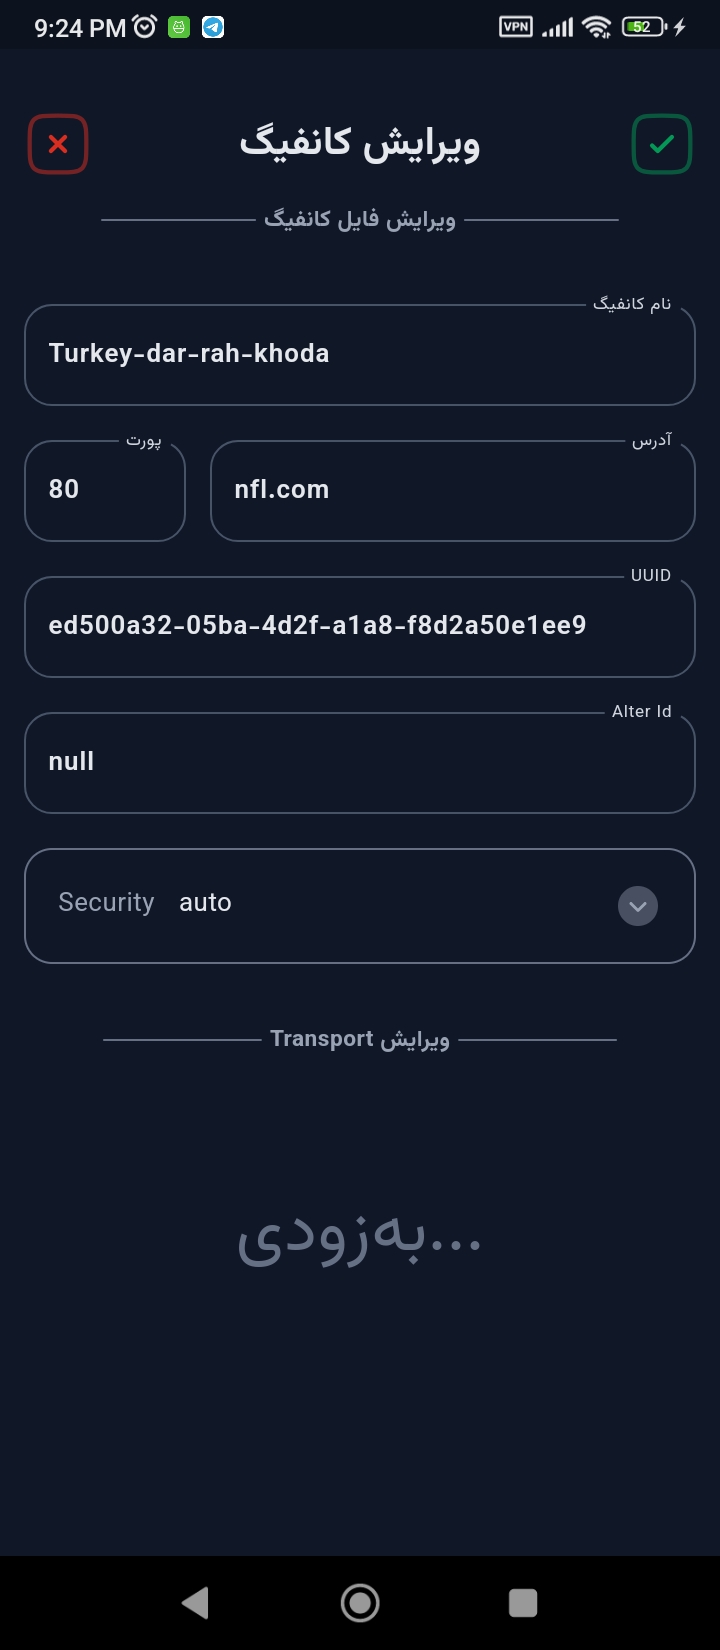 9:24 PM VPN 52
ویرایش کانفیگ
ویرایش فایل کانفیگ
نام کانفیگ
Turkey-dar-rah-khoda
آدرس
nfl.com
پورت
80
UUID
ed500a32-05ba-4d2f-a1a8-f8d2a50e1ee9
Alter Id
null
Security auto
ویرایش Transport
...به‌زودی